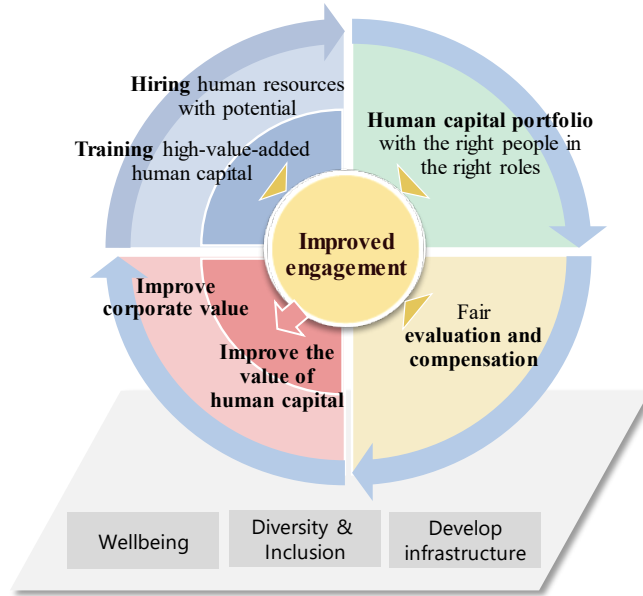 Hiring human resources
with potential
Training high-value-added
human capital
Human capital portfolio
with the right people in
the right roles
Improved
engagement
Improve
corporate value
Improve the
value of
human capital
Fair
evaluation and
compensation
Wellbeing
Diversity &
Inclusion
Develop
infrastructure